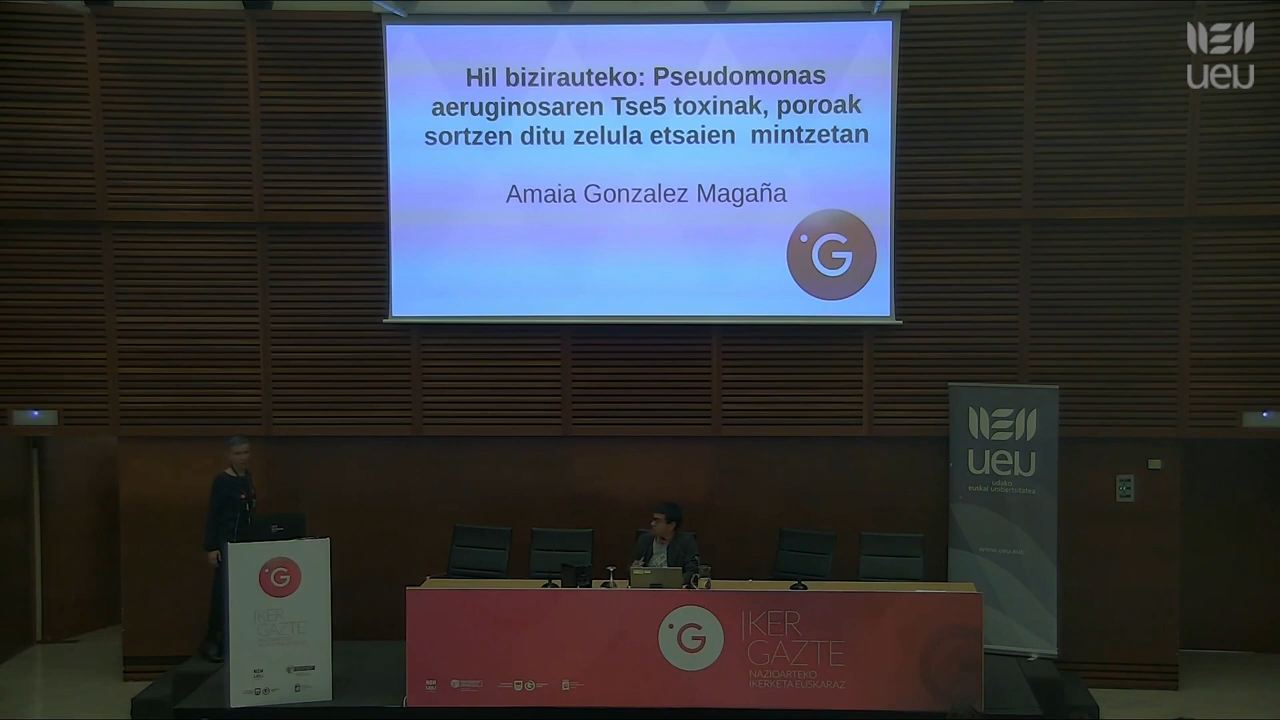 Hil bizirauteko: Pseudomonas
aeruginosaren Tse5 toxinak, poroak
sortzen ditu zelula etsaien mintzetan
Amaia Gonzalez Magaña
G
UEU
UEU
udako
euskal unibertsitatea
G
IKER
GAZTE
G
IKER
GAZTE
NAZIOARTEKO
IKERKETA EUSKARAZ